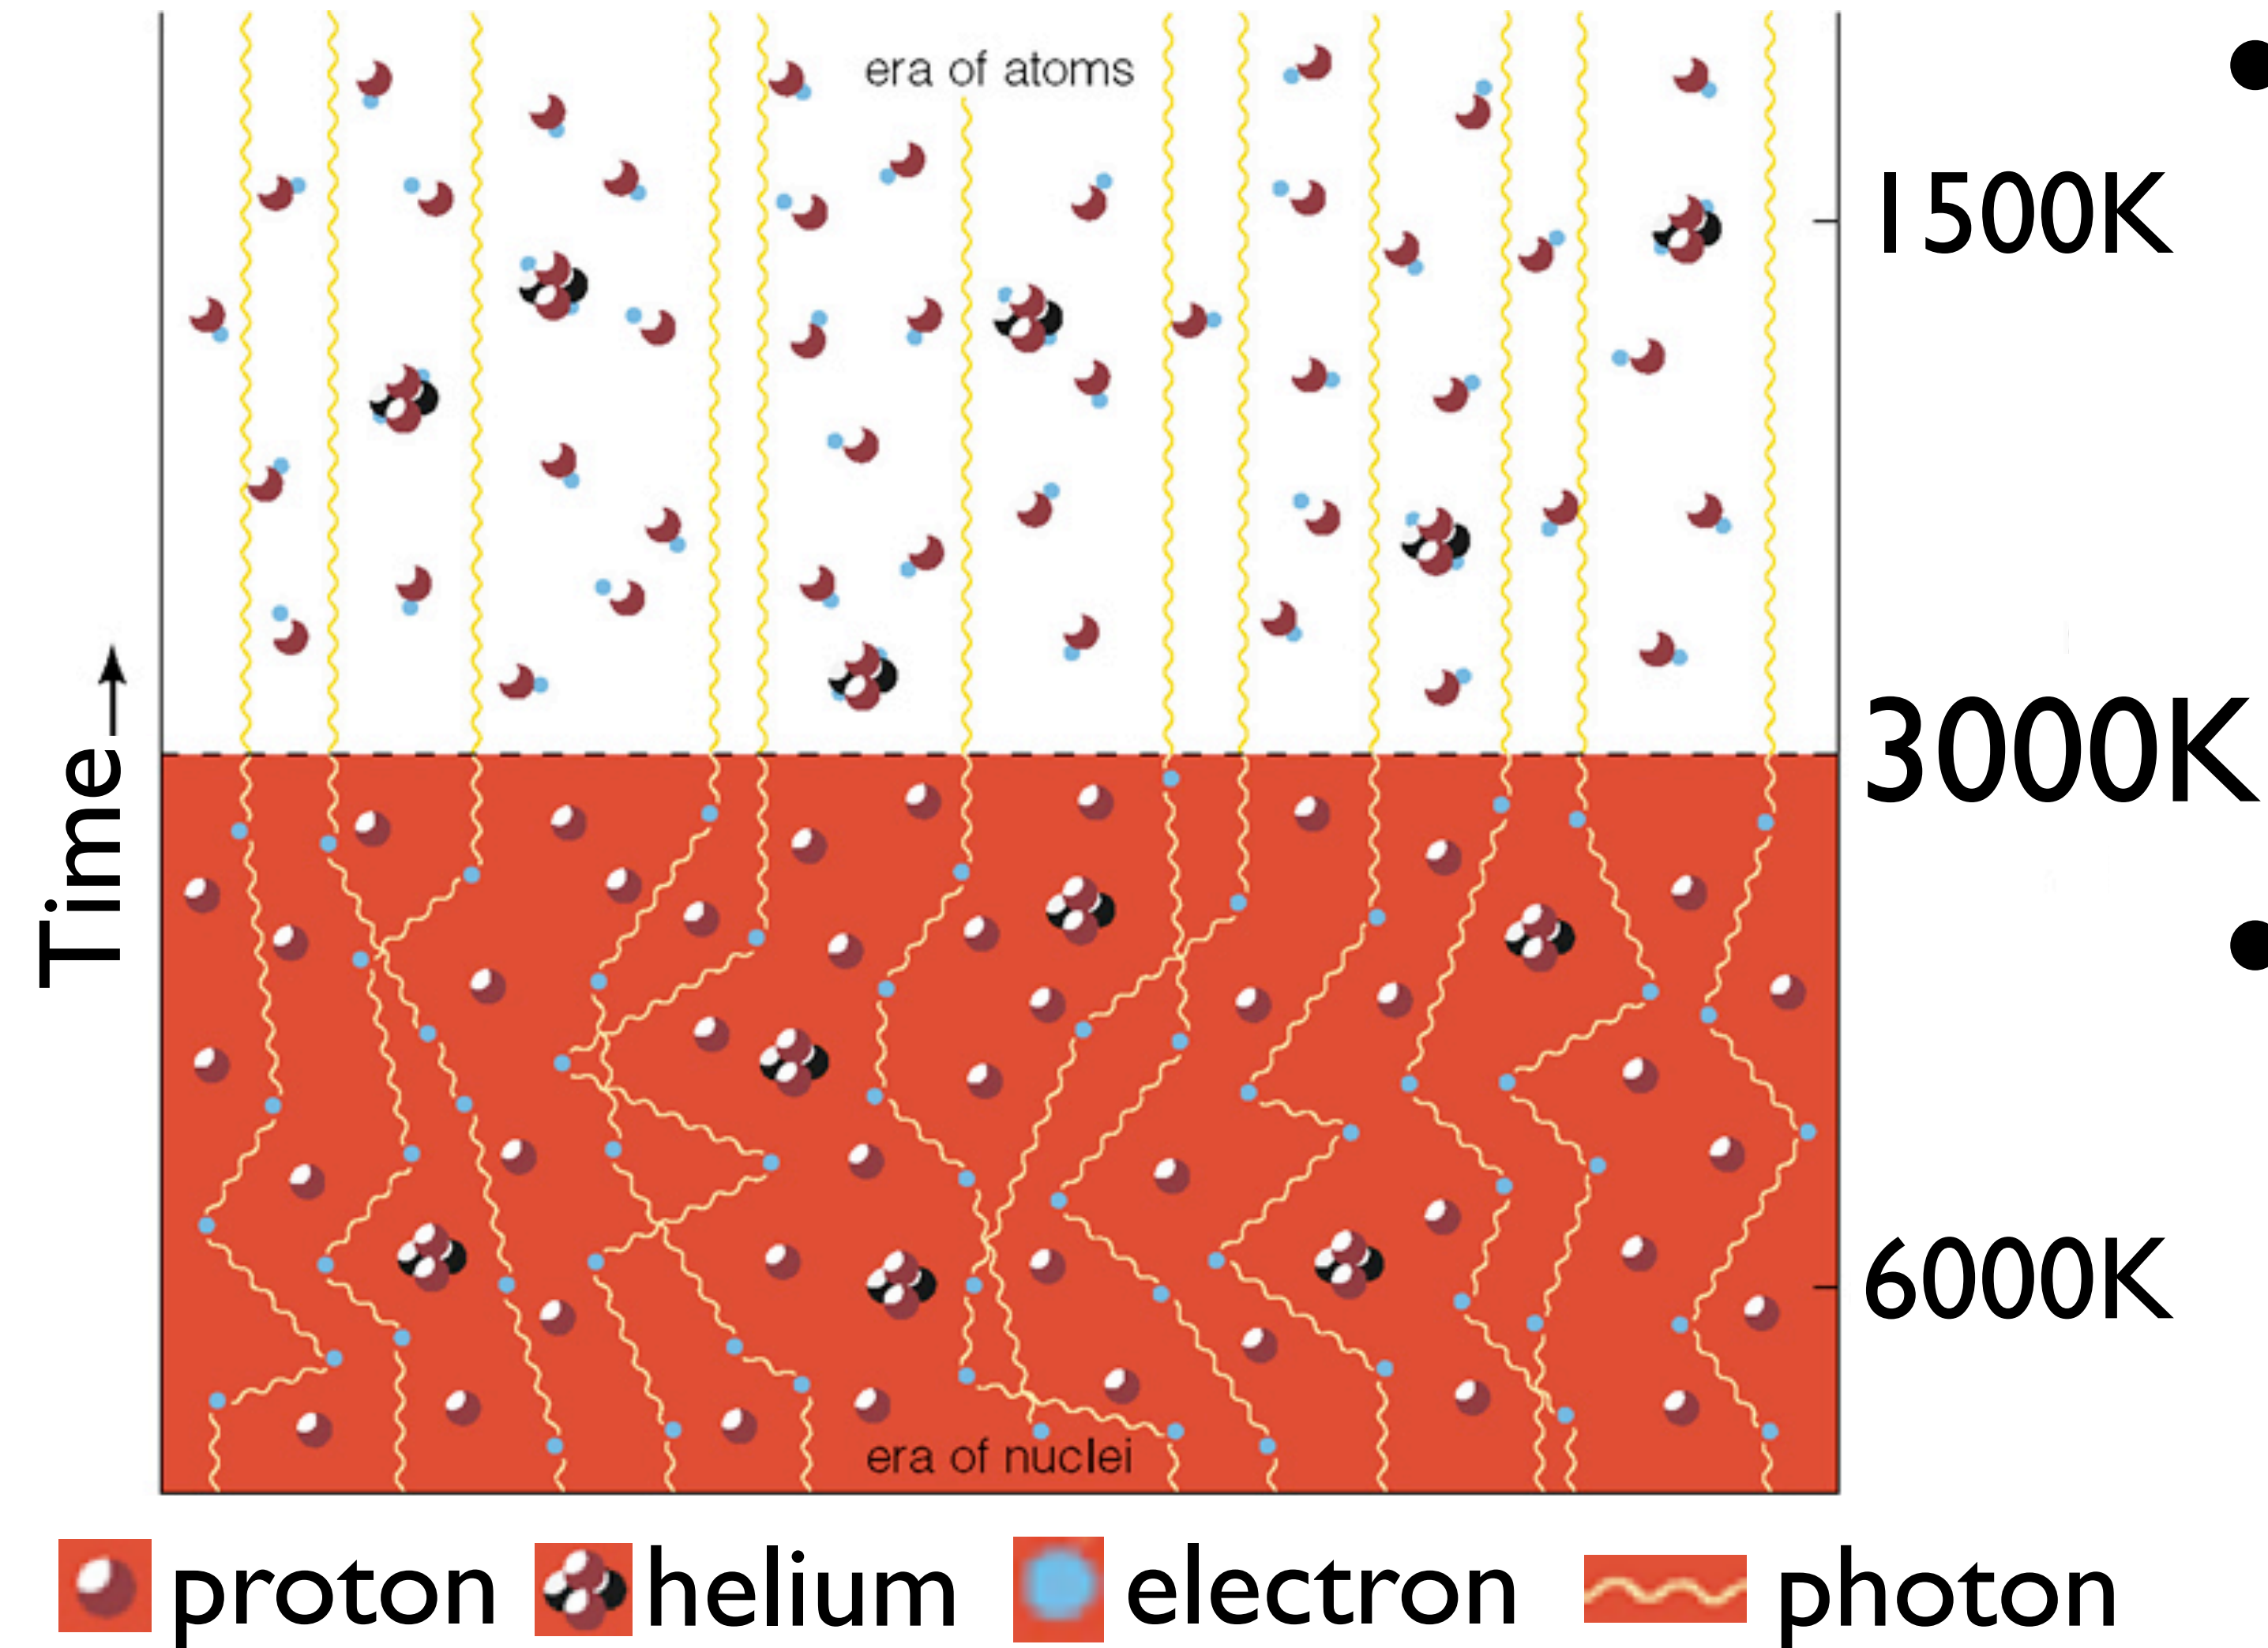 era of atoms
1500K
Time
3000K
6000K
era of nuclei
proton
helium
electron
photon